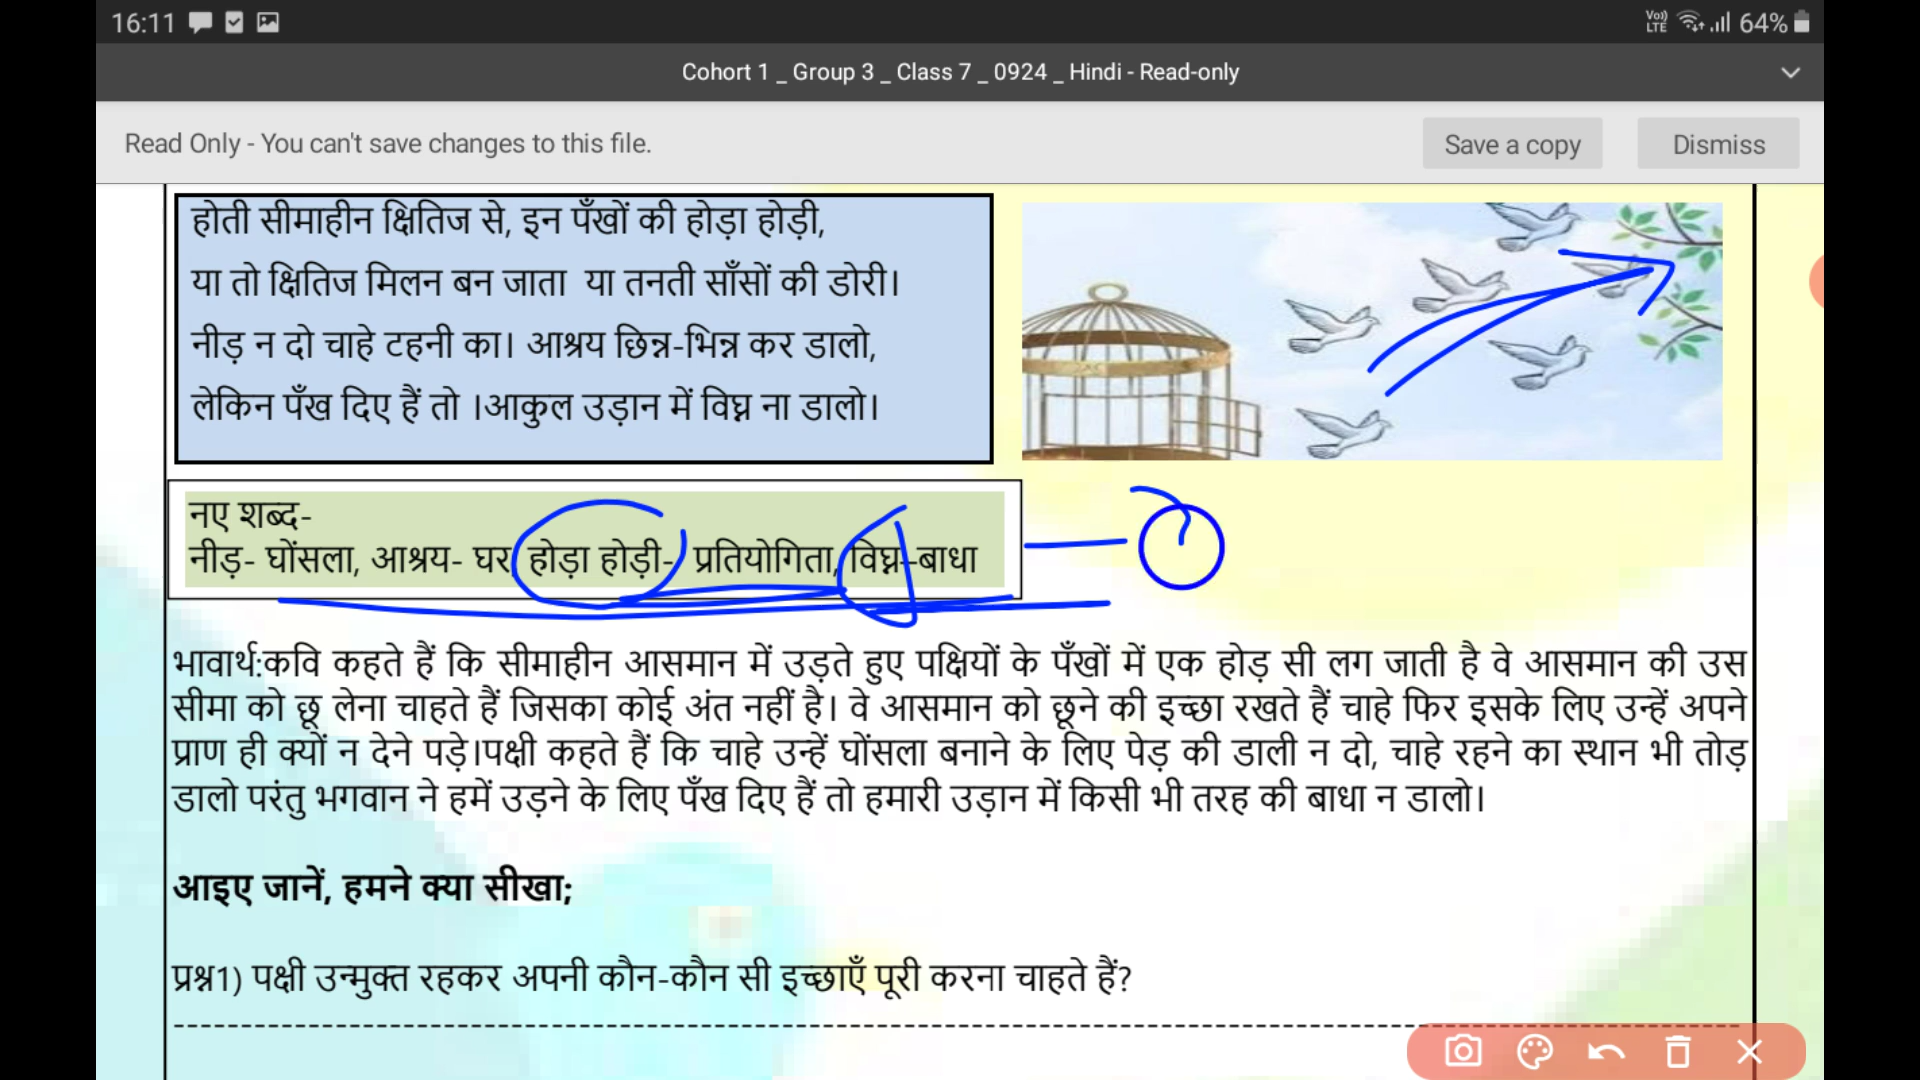 16:11
64%
Cohort 1 _ Group 3 _ Class 7 _ 0924 _ Hindi - Read-only
Read Only - You can't save changes to this file.
Save a copy
Dismiss
होती सीमाहीन क्षितिज से, इन पँखों की होड़ा होड़ी,
या तो क्षितिज मिलन बन जाता या तनती साँसों की डोरी।
नीड़ न दो चाहे टहनी का। आश्रय छिन्न-भिन्न कर डालो,
लेकिन पँख दिए हैं तो ।आकुल उड़ान में विघ्न ना डालो।
नए शब्द-
नीड़- घोंसला, आश्रय- घर, होड़ा होड़ी- प्रतियोगिता, विघ्न-बाधा
भावार्थ:कवि कहते हैं कि सीमाहीन आसमान में उड़ते हुए पक्षियों के पँखों में एक होड़ सी लग जाती है वे आसमान की उस
सीमा को छू लेना चाहते हैं जिसका कोई अंत नहीं है। वे आसमान को छूने की इच्छा रखते हैं चाहे फिर इसके लिए उन्हें अपने
प्राण ही क्यों न देने पड़े।पक्षी कहते हैं कि चाहे उन्हें घोंसला बनाने के लिए पेड़ की डाली न दो, चाहे रहने का स्थान भी तोड़
डालो परंतु भगवान ने हमें उड़ने के लिए पँख दिए हैं तो हमारी उड़ान में किसी भी तरह की बाधा न डालो।
आइए जानें, हमने क्या सीखा;
प्रश्न1) पक्षी उन्मुक्त रहकर अपनी कौन-कौन सी इच्छाएँ पूरी करना चाहते हैं?